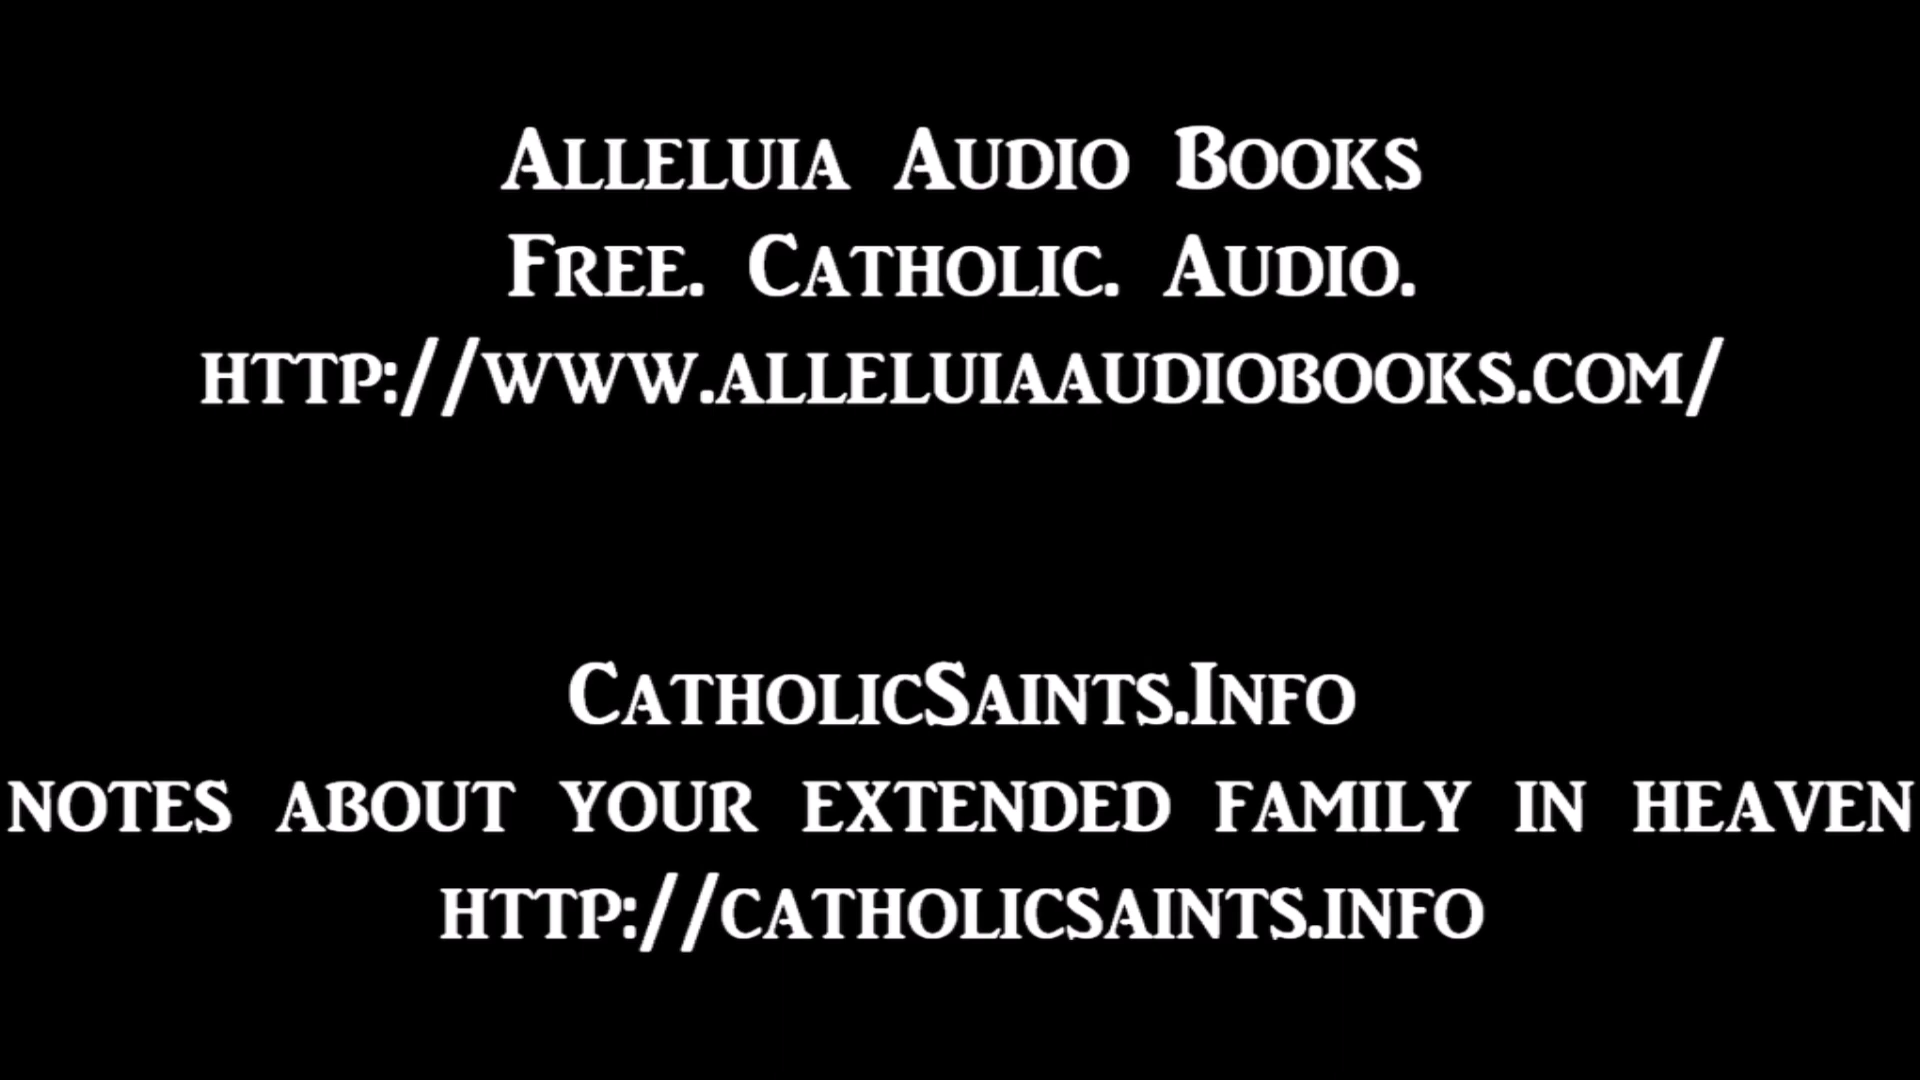 Alleluia Audio Books
Free. Catholic. Audio.
http://www.alleluiaaudiobooks.com/
CatholicSaints.Info
notes about your extended family in heaven
http://catholicsaints.info